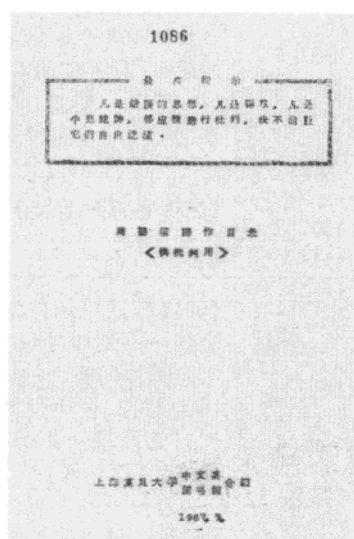 1086
最高指示
凡是错误的思想，凡是毒草，凡是
牛鬼蛇神，都应该进行批判，决不能让
它们自由泛滥。
周扬著作目录
《供批判用》
上海复旦大学中文系
图书馆合编
1967.7.